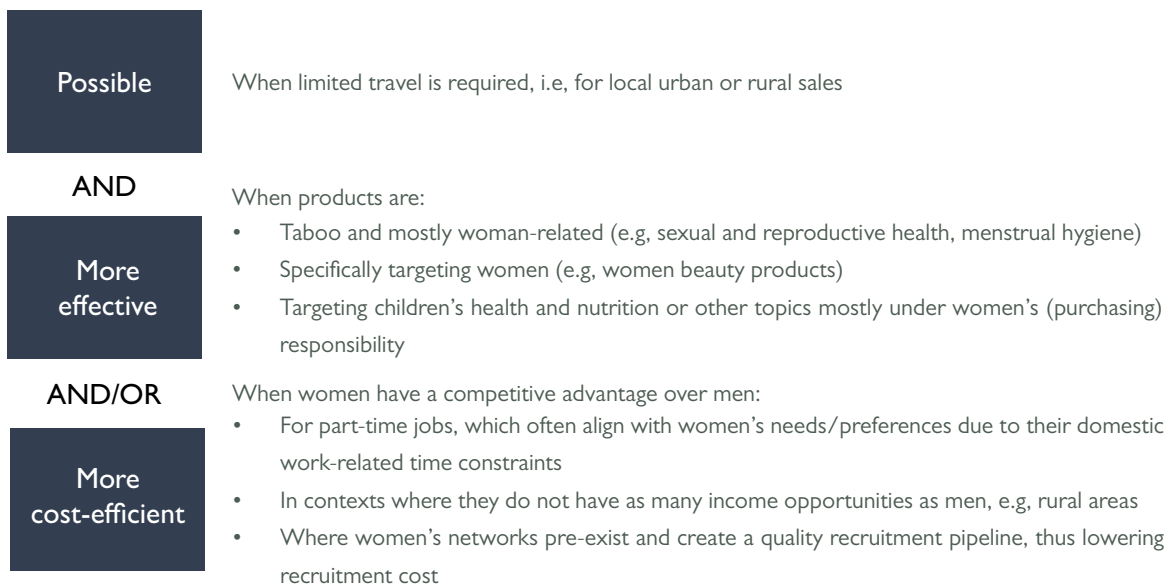 Possible
When limited travel is required, i.e, for local urban or rural sales
AND
When products are:
• Taboo and mostly woman-related (e.g, sexual and reproductive health, menstrual hygiene)
More
effective
• Specifically targeting women (e.g, women beauty products)
• Targeting children’s health and nutrition or other topics mostly under women’s (purchasing)
responsibility
AND/OR
When women have a competitive advantage over men:
• For part-time jobs, which often align with women’s needs/preferences due to their domestic
work-related time constraints
More
cost-efficient
• In contexts where they do not have as many income opportunities as men, e.g, rural areas
• Where women’s networks pre-exist and create a quality recruitment pipeline, thus lowering
recruitment cost